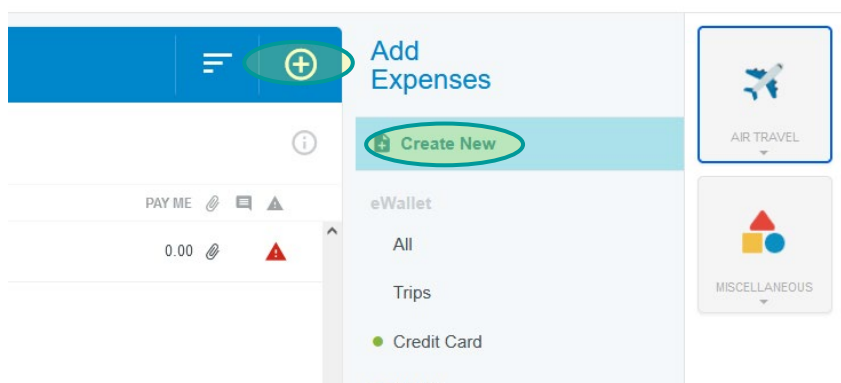 Add
Expenses
Create New
AIR TRAVEL
PAY ME
eWallet
0.00
All
Trips
MISCELLANEOUS
Credit Card